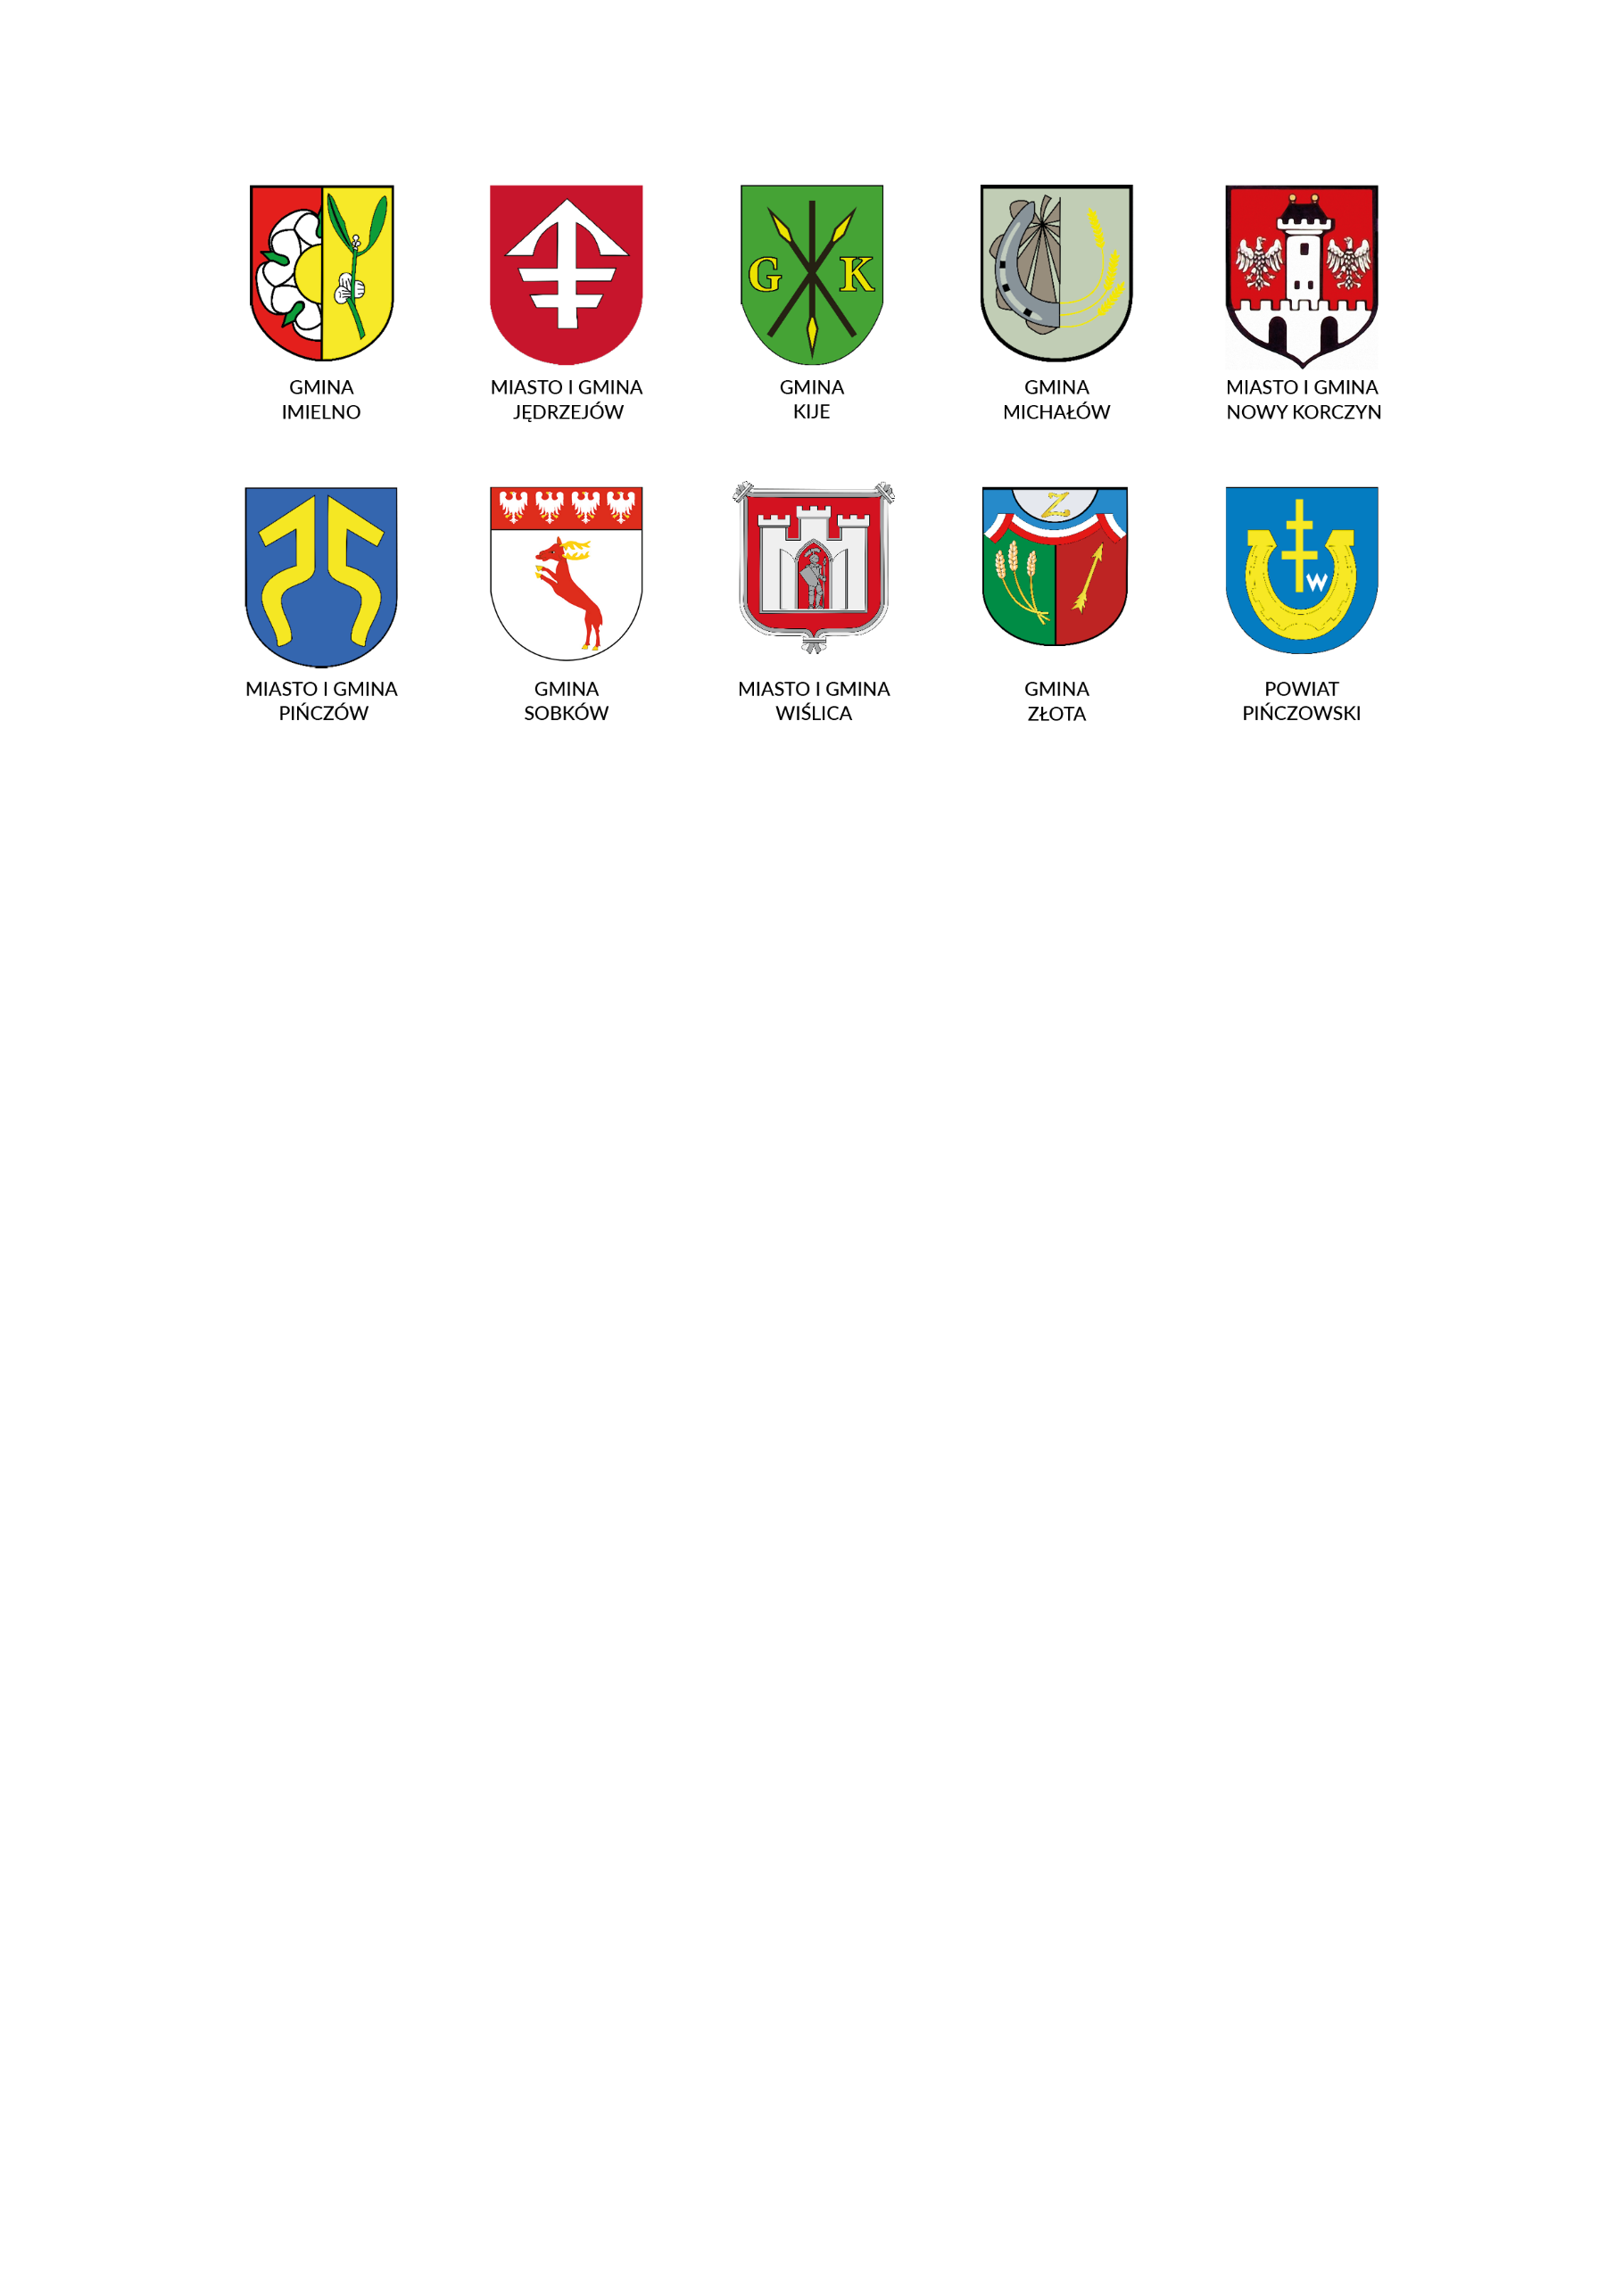 G K
Z
W
GMINA
IMIELNO
MIASTO I GMINA
JĘDRZEJÓW
GMINA
KIJE
GMINA
MICHAŁÓW
MIASTO I GMINA
NOWY KORCZYN
MIASTO I GMINA
PIŃCZÓW
GMINA
SOBKÓW
MIASTO I GMINA
WIŚLICA
GMINA
ZŁOTA
POWIAT
PIŃCZOWSKI